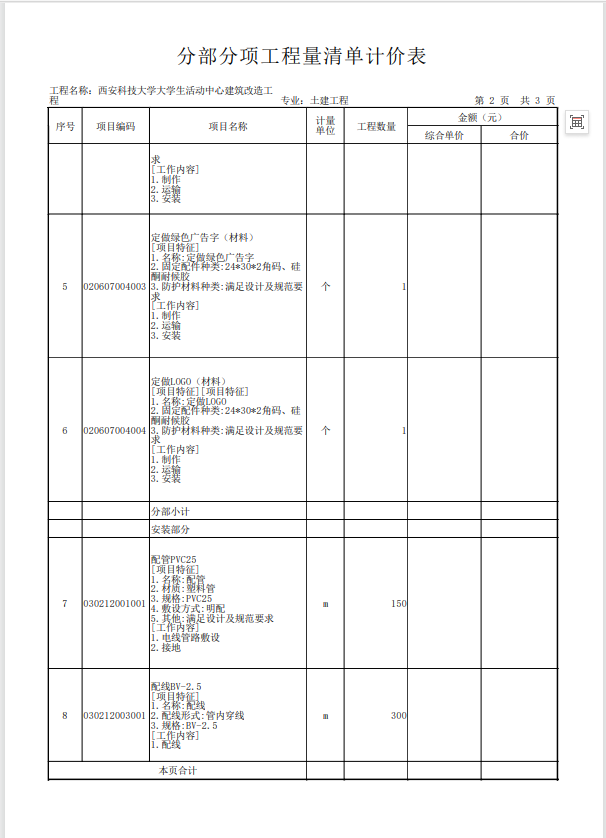 分部分项工程量清单计价表
工程名称: 西安科技大学大学生活动中心建筑改造工
程 专业: 土建工程 第 2 页 共 3 页
序号 项目编码 项目名称 计量单位 工程数量 金额（元）
综合单价 合价
求
[工作内容]
1.制作
2.运输
3.安装
定做绿色广告字（材料）
[项目特征]
1.名称:定做绿色广告字
2.固定配件种类:24*30*2角码、硅
酮耐候胶
5 020607004003 3.防护材料种类:满足设计及规范要 个 1
求
[工作内容]
1.制作
2.运输
3.安装
定做LOGO（材料）
[项目特征][项目特征]
1.名称:定做LOGO
2.固定配件种类:24*30*2角码、硅
酮耐候胶
6 020607004004 3.防护材料种类:满足设计及规范要 个 1
求
[工作内容]
1.制作
2.运输
3.安装
分部小计
安装部分
配管PVC25
[项目特征]
1.名称:配管
2.材质:塑料管
3.规格:PVC25
7 030212001001 4.敷设方式:明配 m 150
5.其他:满足设计及规范要求
[工作内容]
1.电线管路敷设
2.接地
配线BV-2.5
[项目特征]
1.名称:配线
8 030212003001 2.配线形式:管内穿线 m 300
3.规格:BV-2.5
[工作内容]
1.配线
本页合计